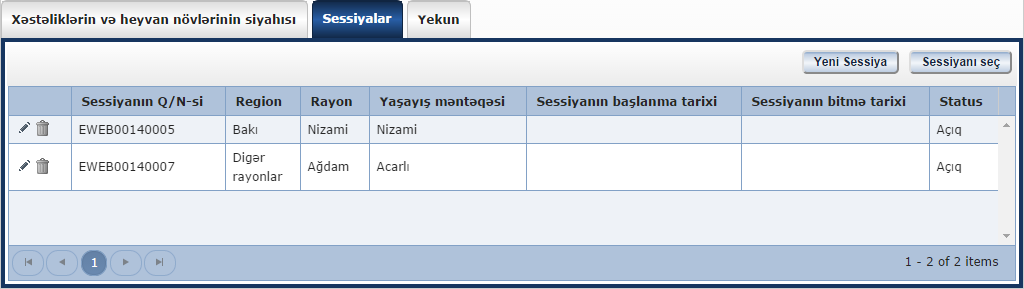 Xəstəliklərin və heyvan növlərinin siyahısı Sessiyalar Yekun
Yeni Sessiya Sessiyanı seç
Sessiyanın Q/N-si Region Rayon Yaşayış məntəqəsi Sessiyanın başlanma tarixi Sessiyanın bitmə tarixi Status
EWEB00140005 Bakı Nizami Nizami Açıq
EWEB00140007 Digər rayonlar Ağdam Acarlı Açıq
1 1 - 2 of 2 items